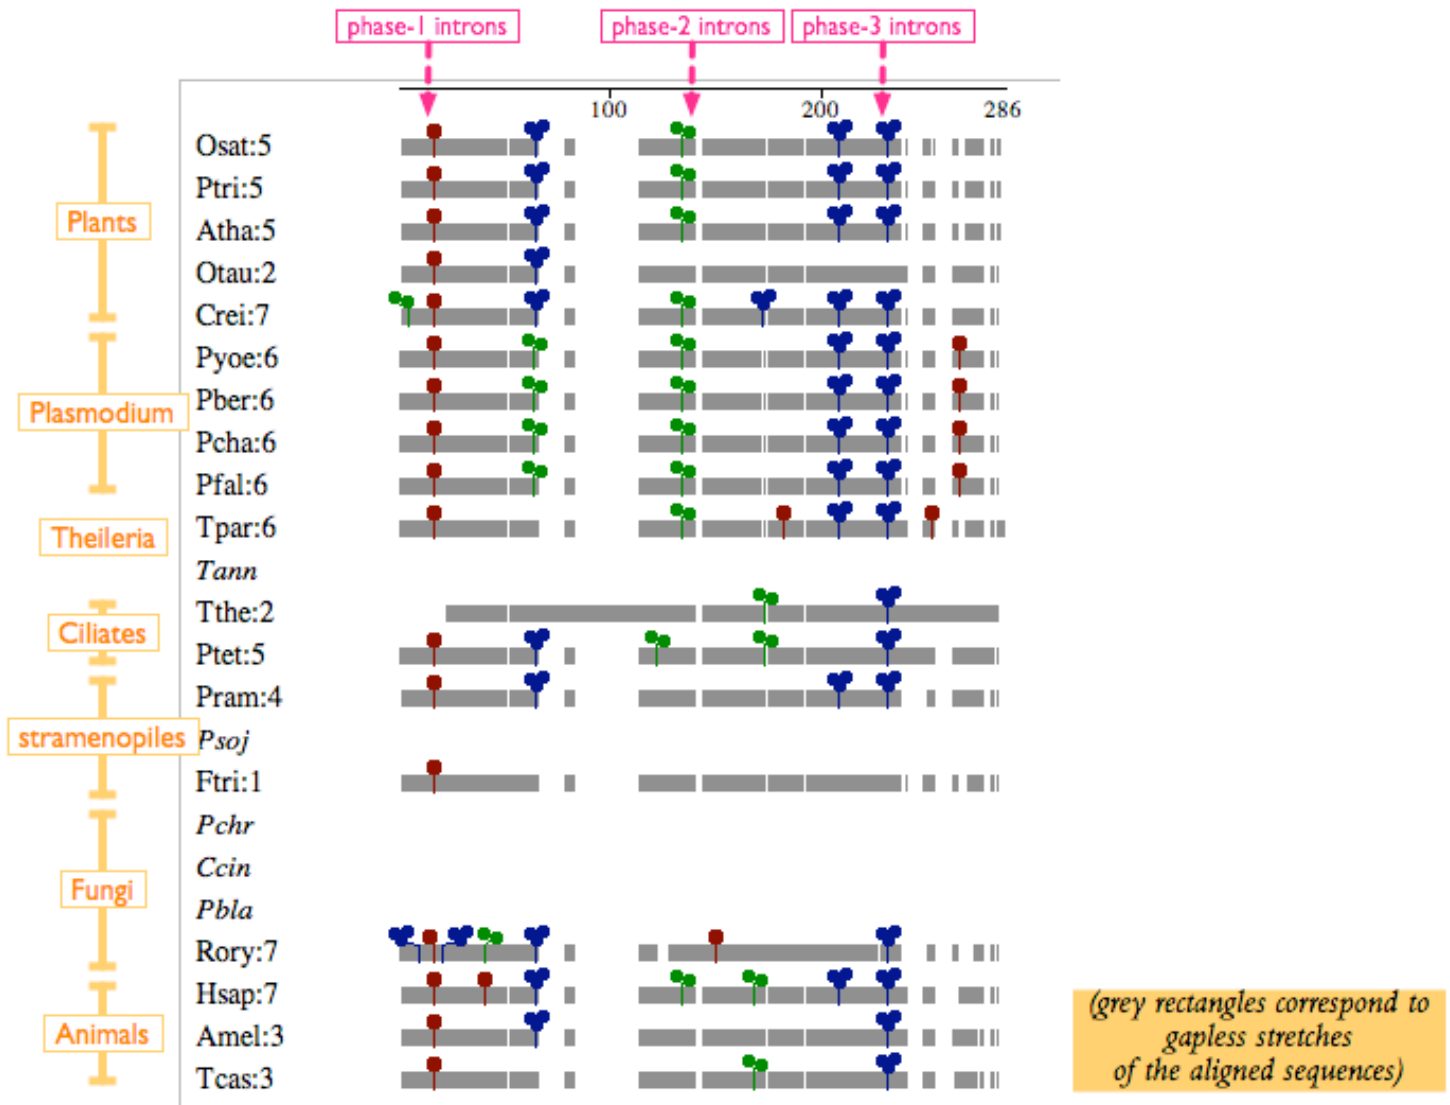 phase-1 introns phase-2 introns phase-3 introns
100 200 286
Plants
Osat:5
Ptri:5
Atha:5
Otau:2
Crei:7
Plasmodium
Pyoe:6
Pber:6
Pcha:6
Pfal:6
Theileria
Tpar:6
Tann
Ciliates
Tthe:2
Ptet:5
stramenopiles
Pram:4
Psoj
Ftri:1
Fungi
Pchr
Ccin
Pbla
Rory:7
Animals
Hsap:7
Amel:3
Tcas:3
(grey rectangles correspond to
gapless stretches
of the aligned sequences)